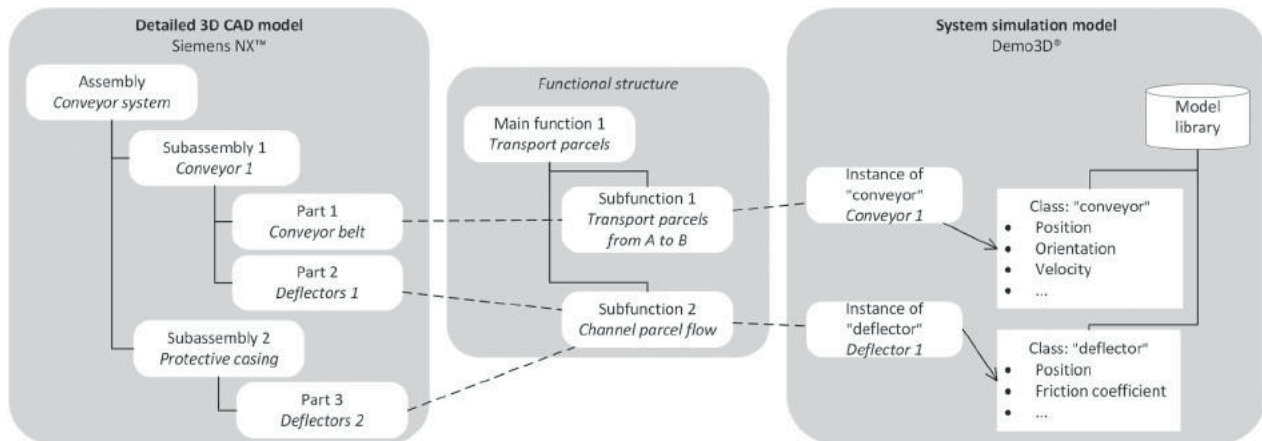 Detailed 3D CAD model
Siemens NX™
Assembly
Conveyor system
Subassembly 1
Conveyor 1
Part 1
Conveyor belt
Part 2
Deflectors 1
Subassembly 2
Protective casing
Part 3
Deflectors 2
Functional structure
Main function 1
Transport parcels
Subfunction 1
Transport parcels
from A to B
Subfunction 2
Channel parcel flow
System simulation model
Demo3D®
Model
library
Instance of
"conveyor"
Conveyor 1
Class: "conveyor"
• Position
• Orientation
• Velocity
• ...
Instance of
"deflector"
Deflector 1
Class: "deflector"
• Position
• Friction coefficient
• ...